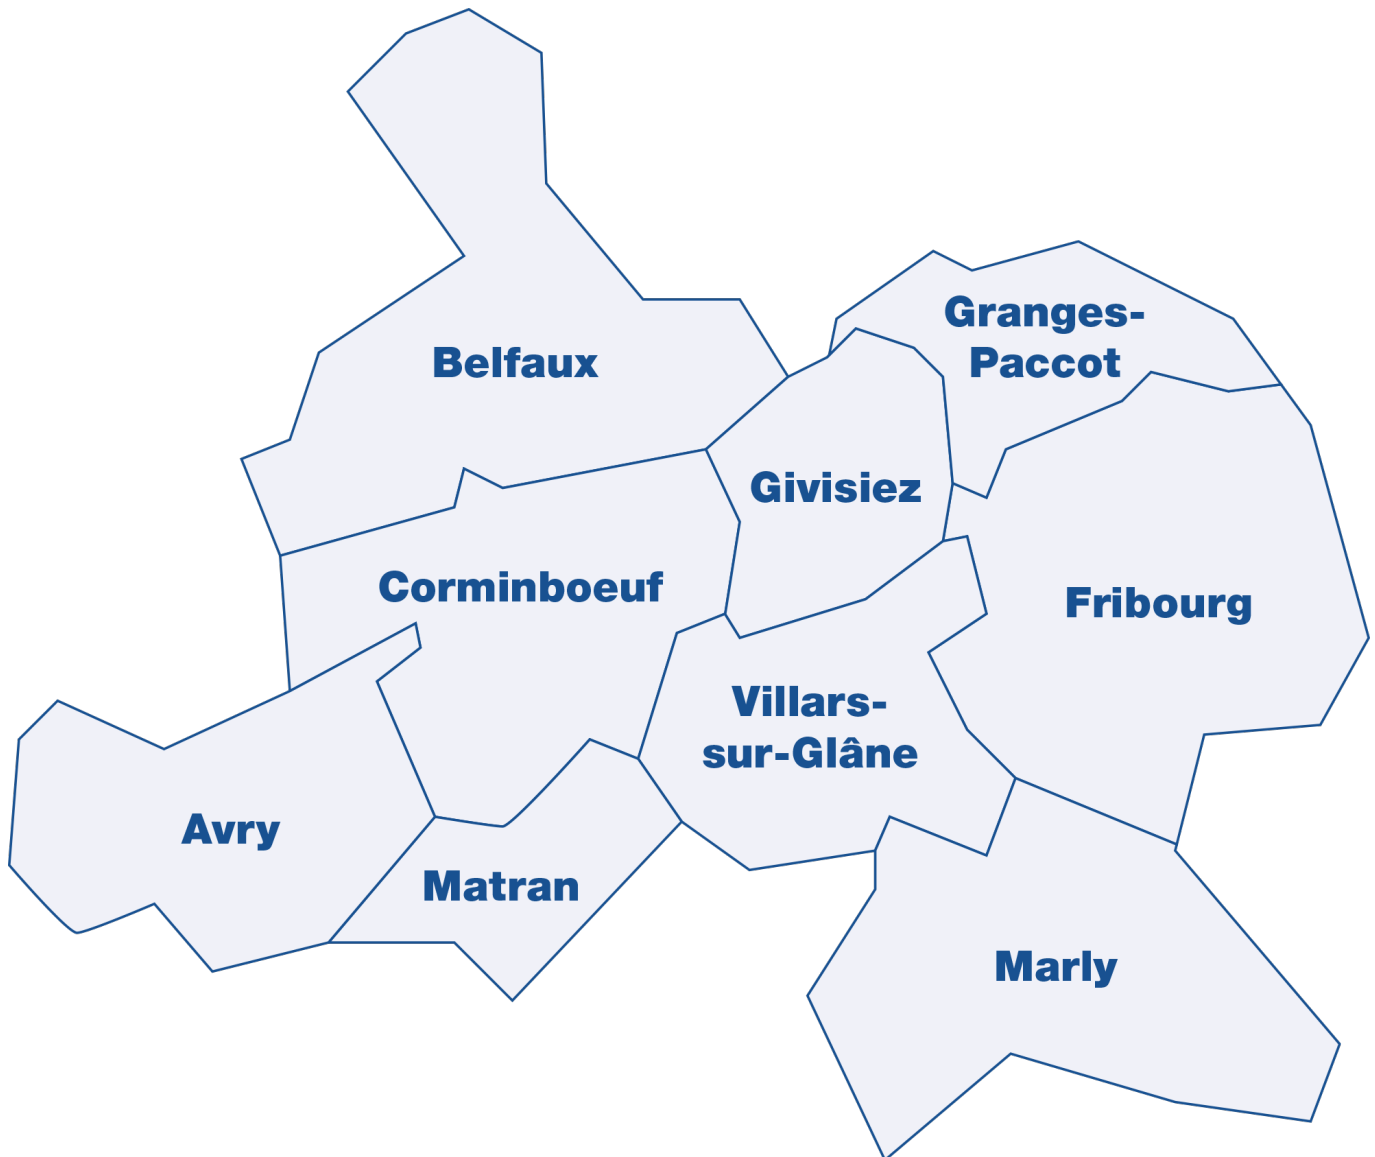 Granges-
Paccot
Belfaux
Givisiez
Corminboeuf
Fribourg
Villars-
sur-Glâne
Avry
Matran
Marly